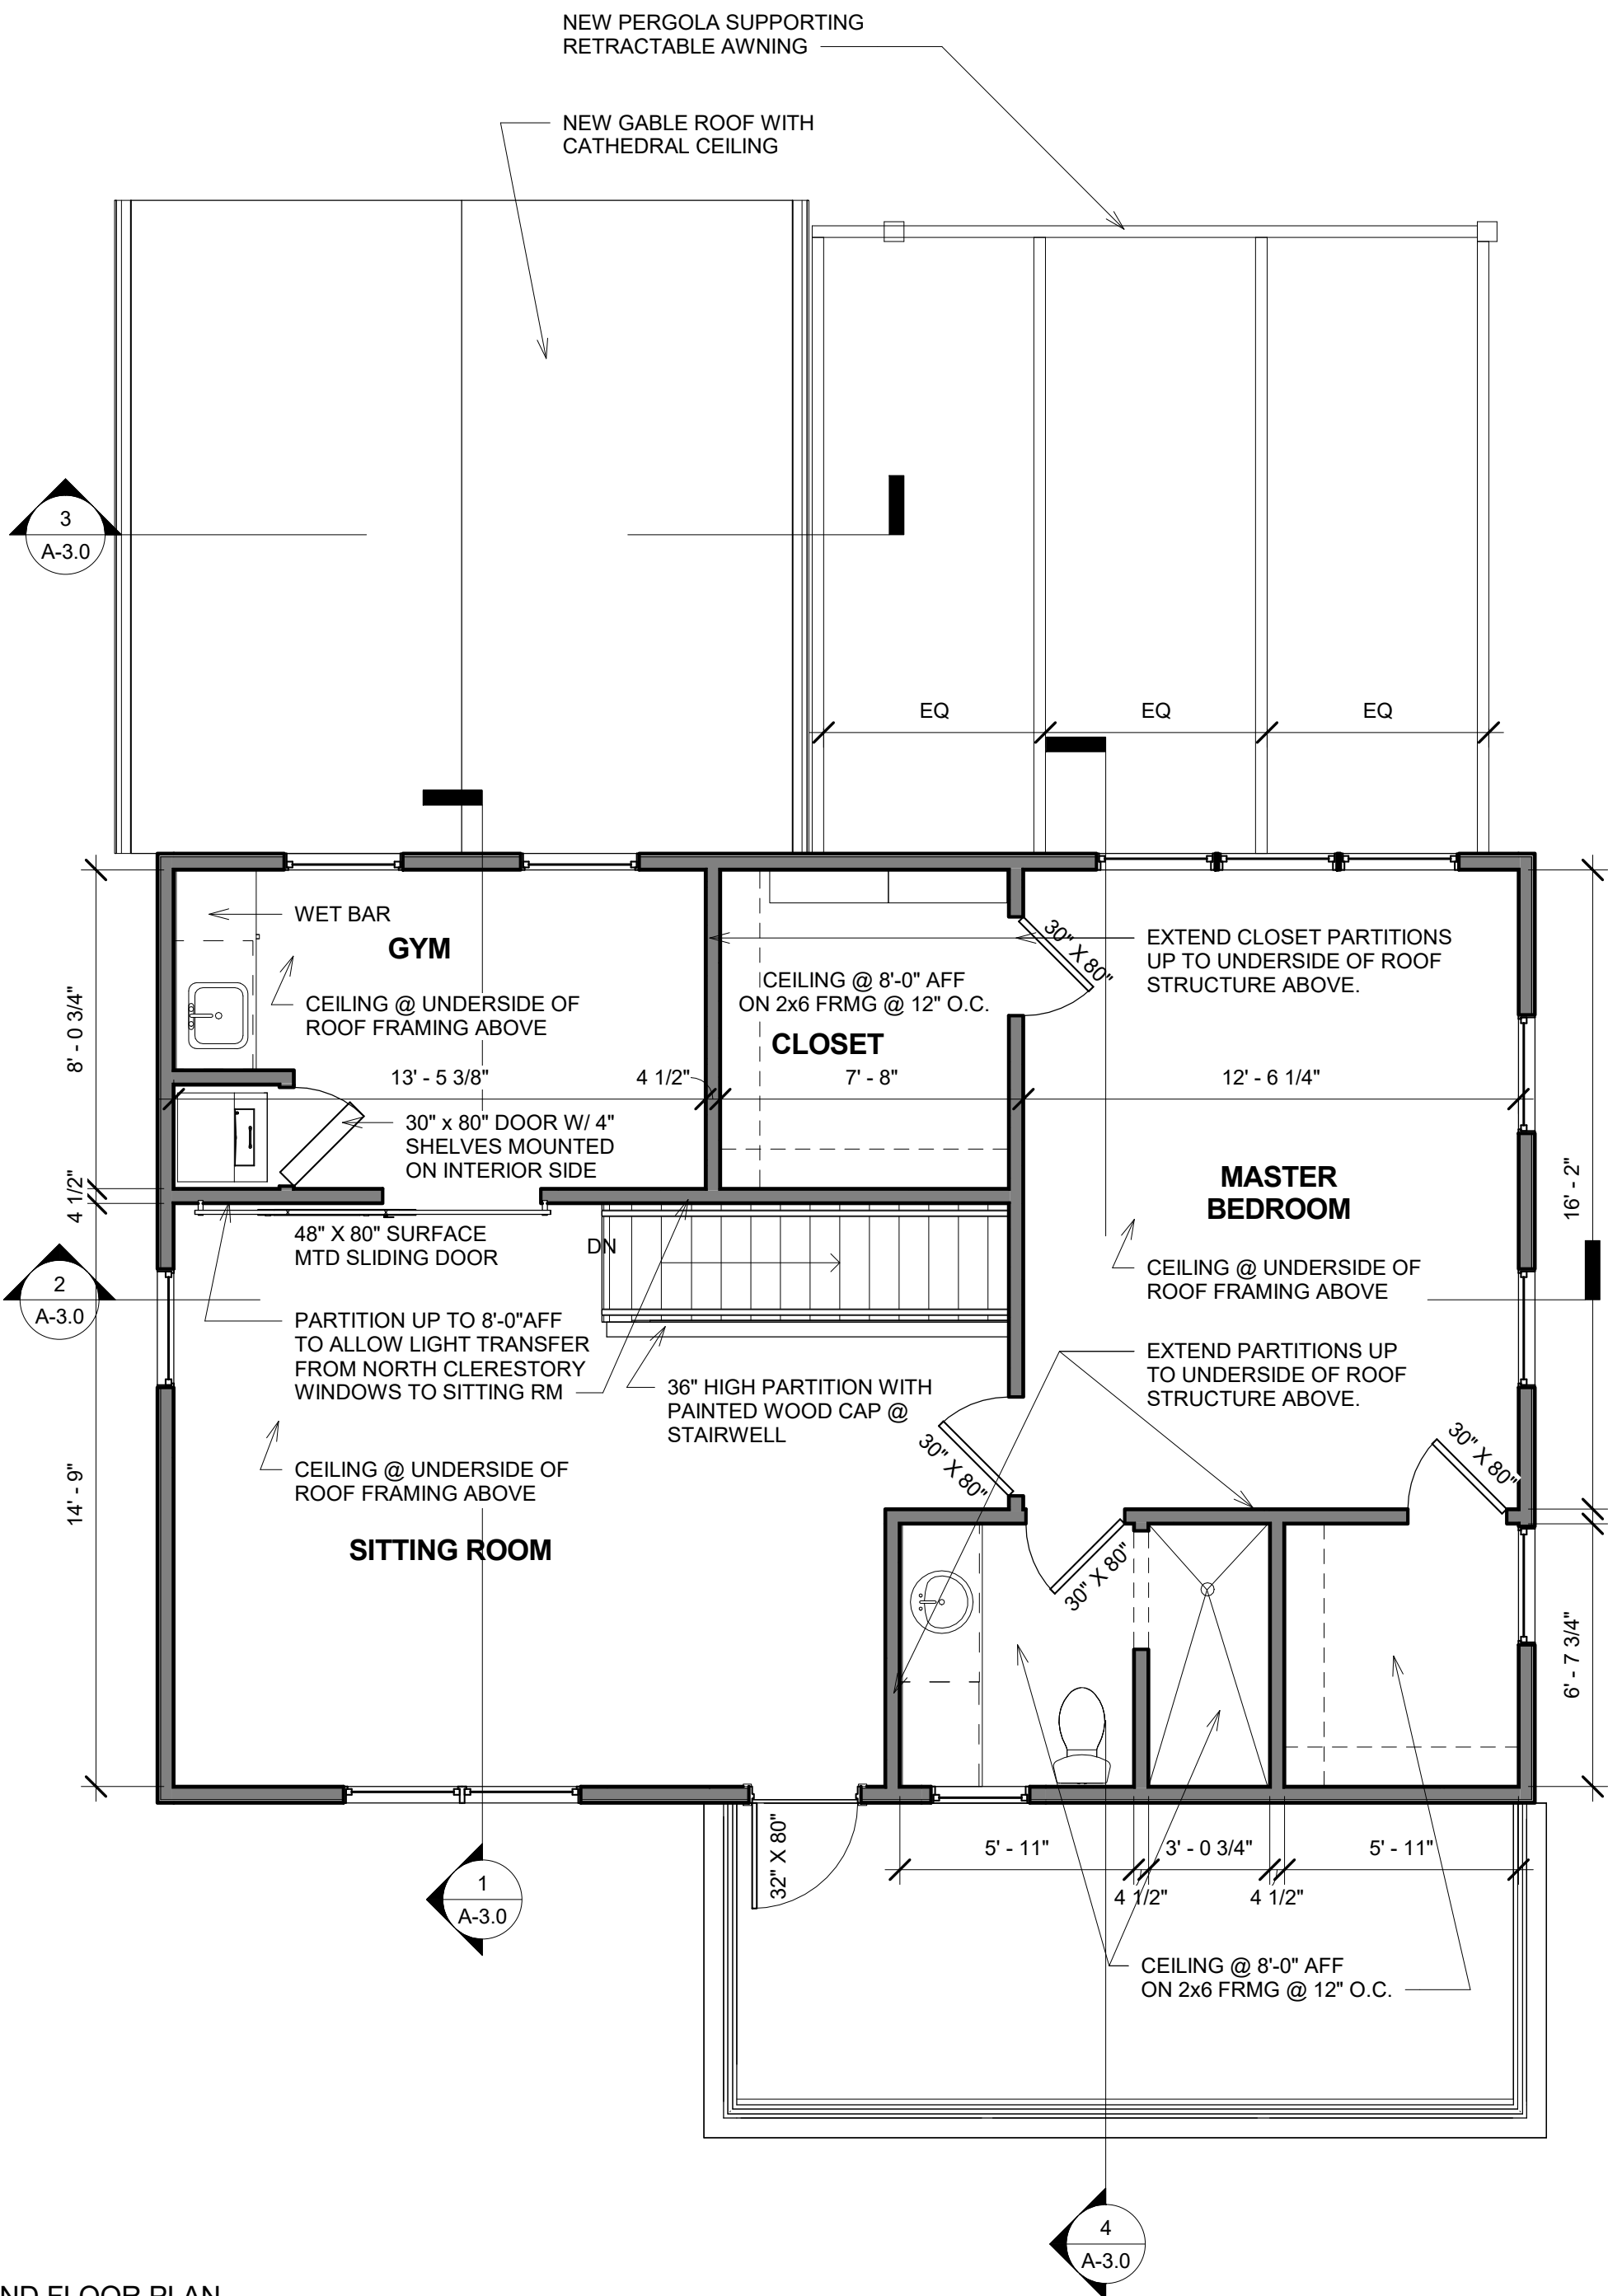 NEW PERGOLA SUPPORTING
RETRACTABLE AWNING
NEW GABLE ROOF WITH
CATHEDRAL CEILING
3
A-3.0
EQ
EQ
EQ
WET BAR
GYM
CEILING @ UNDERSIDE OF
ROOF FRAMING ABOVE
8' - 0 3/4"
13' - 5 3/8"
4 1/2"
7' - 8"
12' - 6 1/4"
CEILING @ 8'-0" AFF
ON 2x6 FRMG @ 12" O.C.
CLOSET
30" X 80"
EXTEND CLOSET PARTITIONS
UP TO UNDERSIDE OF ROOF
STRUCTURE ABOVE.
30" x 80" DOOR W/ 4"
SHELVES MOUNTED
ON INTERIOR SIDE
4 1/2"
MASTER
BEDROOM
16' - 2"
48" X 80" SURFACE
MTD SLIDING DOOR
DN
CEILING @ UNDERSIDE OF
ROOF FRAMING ABOVE
2
A-3.0
PARTITION UP TO 8'-0"AFF
TO ALLOW LIGHT TRANSFER
FROM NORTH CLERESTORY
WINDOWS TO SITTING RM
36" HIGH PARTITION WITH
PAINTED WOOD CAP @
STAIRWELL
EXTEND PARTITIONS UP
TO UNDERSIDE OF ROOF
STRUCTURE ABOVE.
30" X 80"
30" X 80"
14' - 9"
CEILING @ UNDERSIDE OF
ROOF FRAMING ABOVE
SITTING ROOM
30" X 80"
6' - 7 3/4"
32" X 80"
5' - 11"
3' - 0 3/4"
5' - 11"
4 1/2"
4 1/2"
1
A-3.0
CEILING @ 8'-0" AFF
ON 2x6 FRMG @ 12" O.C.
4
A-3.0
FLOOR PLAN